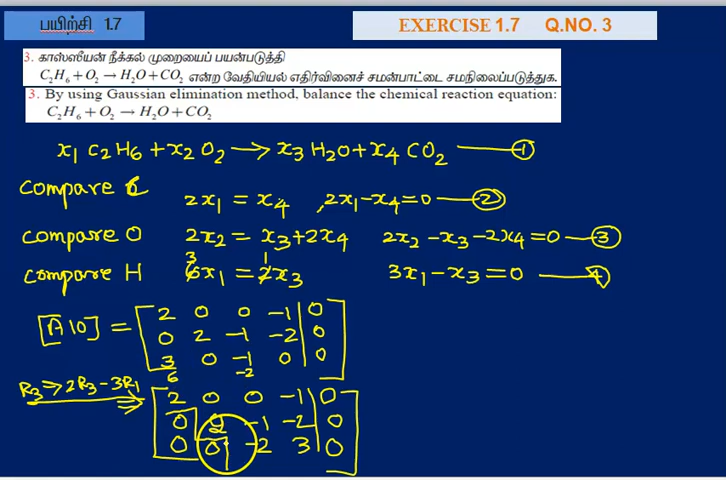 பயிற்சி 1.7
EXERCISE 1.7 Q.NO. 3
3. காஸ்ஸியன் நீக்கல் முறையைப் பயன்படுத்தி
C₂H₆ + O₂ → H₂O + CO₂ என்ற வேதியியல் எதிர்வினைச் சமன்பாட்டை சமநிலைப்படுத்துக.
3. By using Gaussian elimination method, balance the chemical reaction equation:
C₂H₆ + O₂ → H₂O + CO₂
x₁ C₂H₆ + x₂ O₂ → x₃ H₂O + x₄ CO₂ — ①
compare C 2x₁ = x₄ , 2x₁ - x₄ = 0 — ②
compare O 2x₂ = x₃ + 2x₄ 2x₂ - x₃ - 2x₄ = 0 — ③
3 1
compare H 6x₁ = 2x₃ 3x₁ - x₃ = 0 — ④
2 0 0 -1 | 0
[A|0] = 0 2 -1 -2 | 0
3 0 -1 0 | 0
6 -2
R₃ → 2R₃ - 3R₁
⇒ 2 0 0 -1 | 0
0 2 -1 -2 | 0
0 0 -2 3 | 0